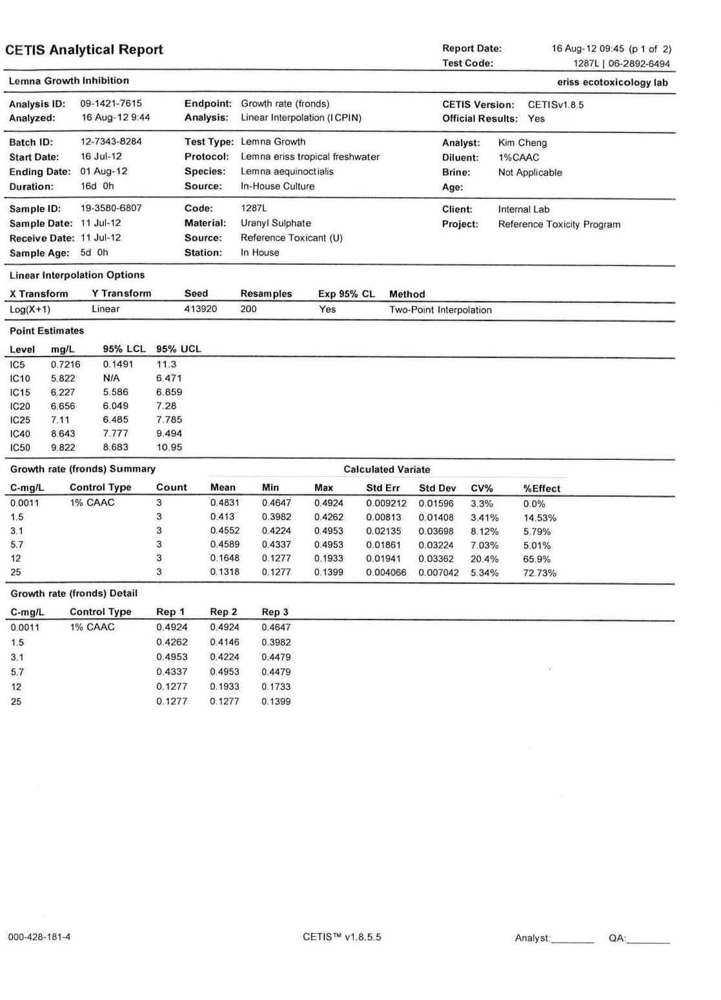 CETIS Analytical Report
Report Date: 16 Aug-12 09:45 (p 1 of 2)
Test Code: 1287L | 06-2892-6494
Lemna Growth Inhibition eriss ecotoxicology lab
Analysis ID: 09-1421-7615 Endpoint: Growth rate (fronds) CETIS Version: CETISv1.8.5
Analyzed: 16 Aug-12 9:44 Analysis: Linear Interpolation (ICPIN) Official Results: Yes
Batch ID: 12-7343-8284 Test Type: Lemna Growth Analyst: Kim Cheng
Start Date: 16 Jul-12 Protocol: Lemna eriss tropical freshwater Diluent: 1%CAAC
Ending Date: 01 Aug-12 Species: Lemna aequinoctialis Brine: Not Applicable
Duration: 16d 0h Source: In-House Culture Age:
Sample ID: 19-3580-6807 Code: 1287L Client: Internal Lab
Sample Date: 11 Jul-12 Material: Uranyl Sulphate Project: Reference Toxicity Program
Receive Date: 11 Jul-12 Source: Reference Toxicant (U)
Sample Age: 5d 0h Station: In House
Linear Interpolation Options
X Transform Y Transform Seed Resamples Exp 95% CL Method
Log(X+1) Linear 413920 200 Yes Two-Point Interpolation
Point Estimates
Level mg/L 95% LCL 95% UCL
IC5 0.7216 0.1491 11.3
IC10 5.822 N/A 6.471
IC15 6.227 5.586 6.859
IC20 6.656 6.049 7.28
IC25 7.11 6.485 7.785
IC40 8.643 7.777 9.494
IC50 9.822 8.683 10.95
Growth rate (fronds) Summary Calculated Variate
C-mg/L Control Type Count Mean Min Max Std Err Std Dev CV% %Effect
0.0011 1% CAAC 3 0.4831 0.4647 0.4924 0.009212 0.01596 3.3% 0.0%
1.5 3 0.413 0.3982 0.4262 0.00813 0.01408 3.41% 14.53%
3.1 3 0.4552 0.4224 0.4953 0.02135 0.03698 8.12% 5.79%
5.7 3 0.4589 0.4337 0.4953 0.01861 0.03224 7.03% 5.01%
12 3 0.1648 0.1277 0.1933 0.01941 0.03362 20.4% 65.9%
25 3 0.1318 0.1277 0.1399 0.004066 0.007042 5.34% 72.73%
Growth rate (fronds) Detail
C-mg/L Control Type Rep 1 Rep 2 Rep 3
0.0011 1% CAAC 0.4924 0.4924 0.4647
1.5 0.4262 0.4146 0.3982
3.1 0.4953 0.4224 0.4479
5.7 0.4337 0.4953 0.4479
12 0.1277 0.1933 0.1733
25 0.1277 0.1277 0.1399
000-428-181-4 CETIS™ v1.8.5.5 Analyst:_______ QA:_______